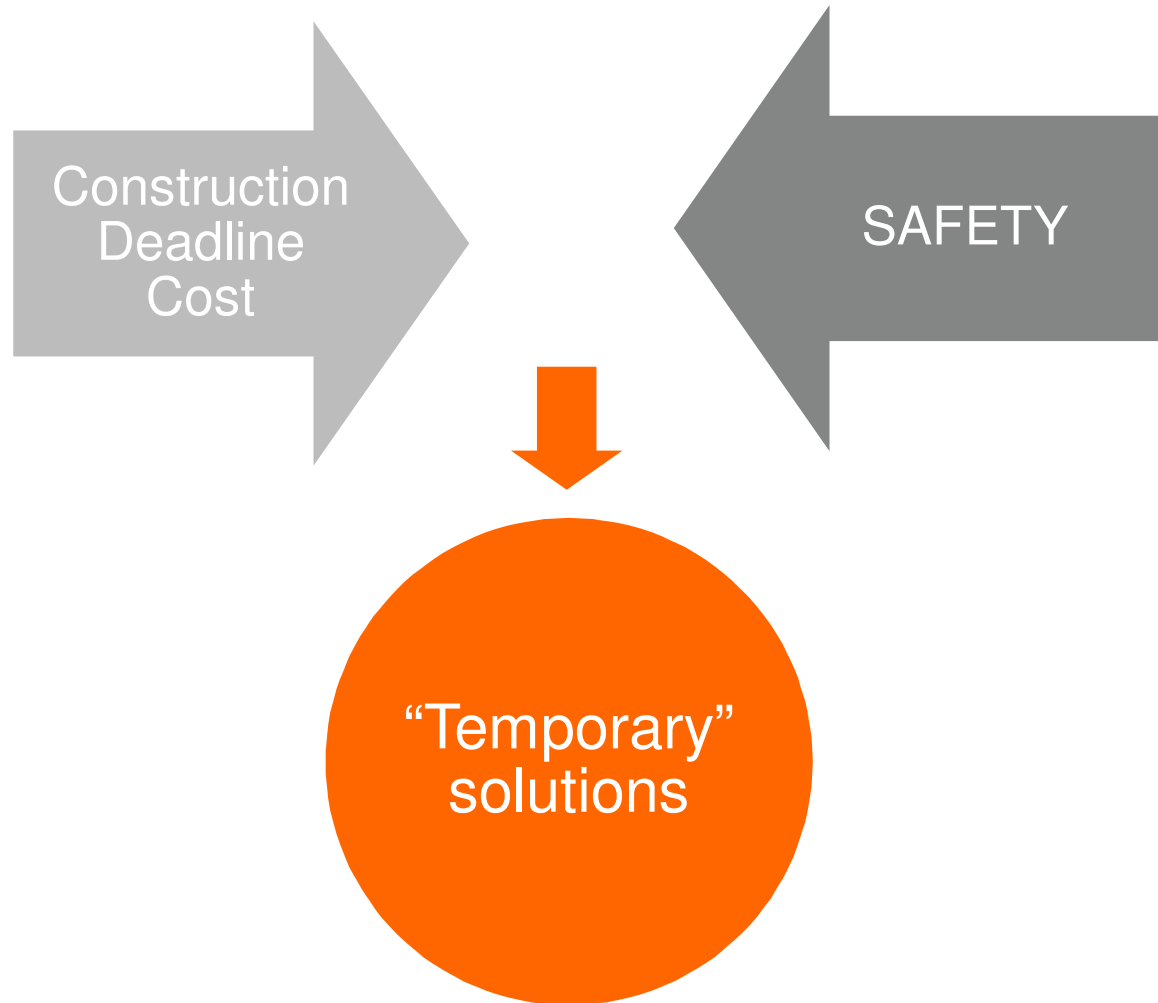 Construction
Deadline
Cost
SAFETY
“Temporary”
solutions